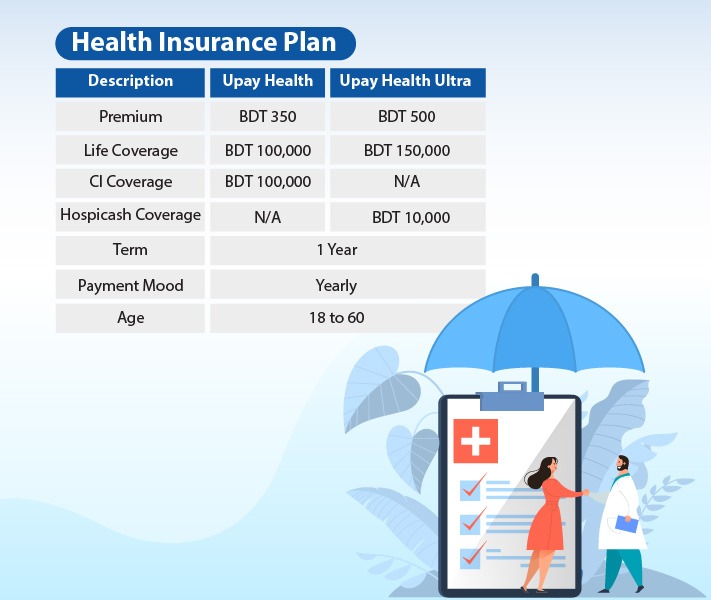 Health Insurance Plan
Description Upay Health Upay Health Ultra
Premium BDT 350 BDT 500
Life Coverage BDT 100,000 BDT 150,000
CI Coverage BDT 100,000 N/A
Hospicash Coverage N/A BDT 10,000
Term 1 Year
Payment Mood Yearly
Age 18 to 60